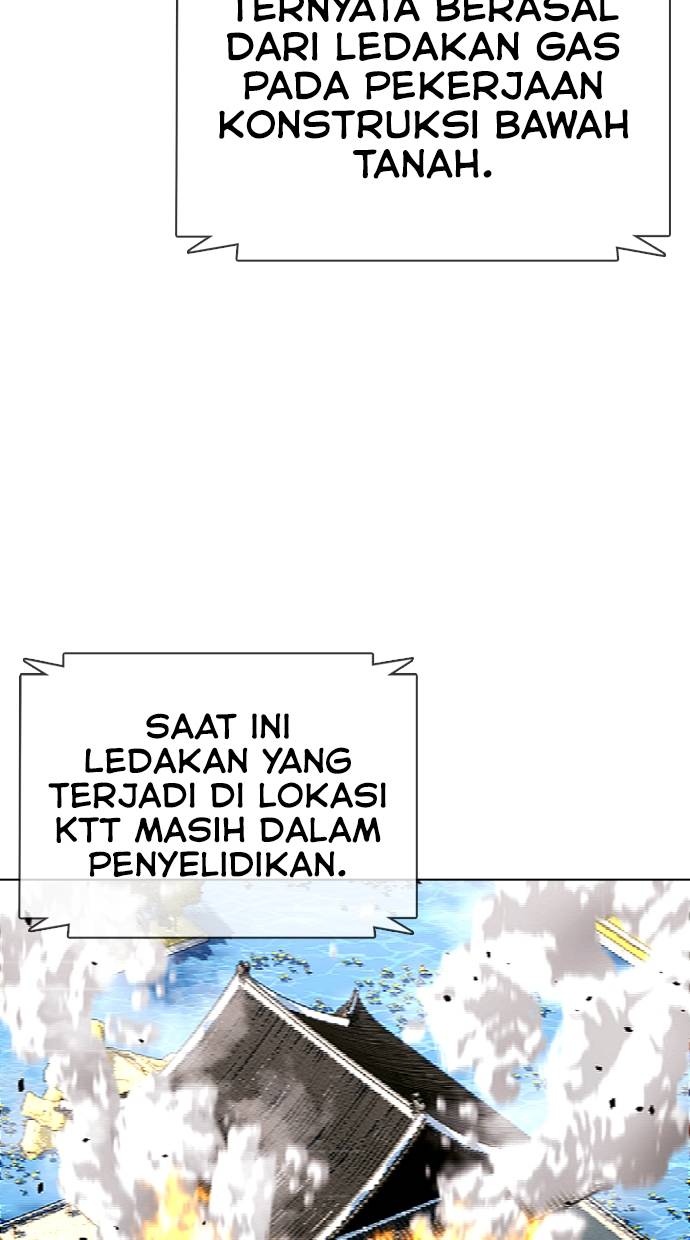 TERNYATA BERASAL
DARI LEDAKAN GAS
PADA PEKERJAAN
KONSTRUKSI BAWAH
TANAH.
SAAT INI
LEDAKAN YANG
TERJADI DI LOKASI
KTT MASIH DALAM
PENYELIDIKAN.